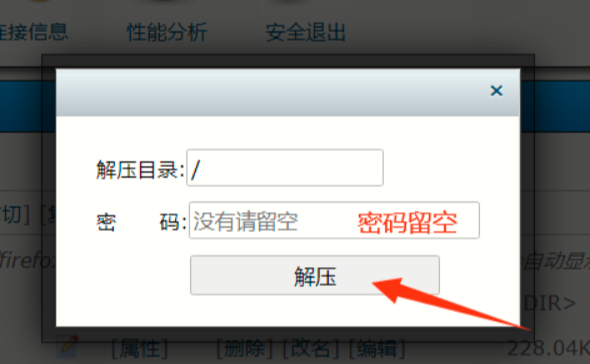 连接信息 性能分析 安全退出
×
解压目录: /
密 码: 没有请留空 密码留空
解压
切] [
firefo
自动显
DIR>
[属性] [删除] [改名] [编辑] 228.04K